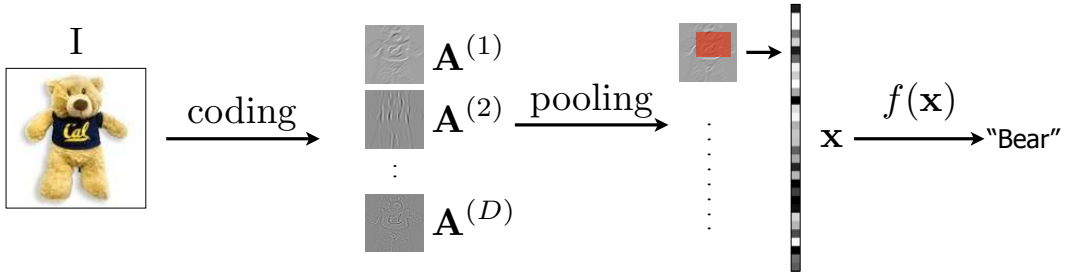 I
Cal
coding
A^(1)
A^(2)
⋮
A^(D)
pooling
x
f(x)
“Bear”